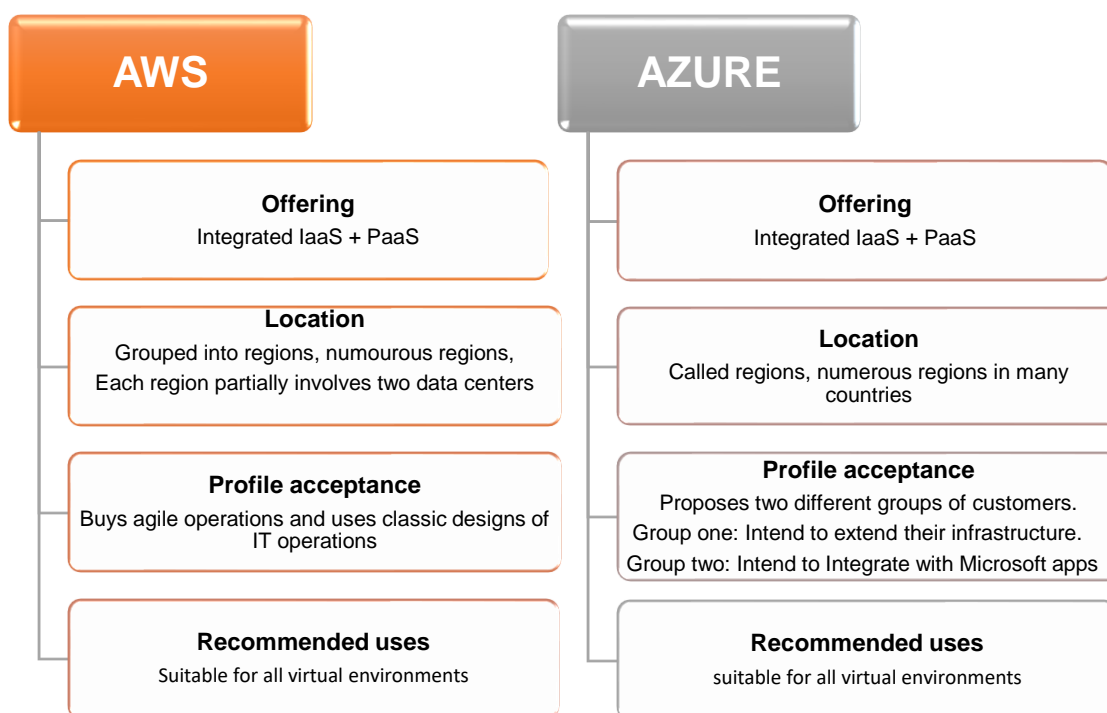 AWS
Offering
Integrated IaaS + PaaS
Location
Grouped into regions, numourous regions,
Each region partially involves two data centers
Profile acceptance
Buys agile operations and uses classic designs of
IT operations
Recommended uses
Suitable for all virtual environments
AZURE
Offering
Integrated IaaS + PaaS
Location
Called regions, numerous regions in many
countries
Profile acceptance
Proposes two different groups of customers.
Group one: Intend to extend their infrastructure.
Group two: Intend to Integrate with Microsoft apps
Recommended uses
suitable for all virtual environments